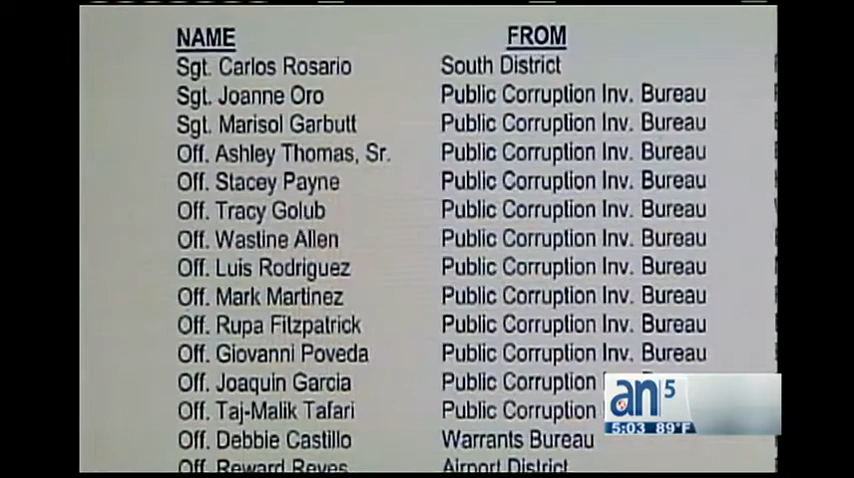 NAME FROM
Sgt. Carlos Rosario South District
Sgt. Joanne Oro Public Corruption Inv. Bureau
Sgt. Marisol Garbutt Public Corruption Inv. Bureau
Off. Ashley Thomas, Sr. Public Corruption Inv. Bureau
Off. Stacey Payne Public Corruption Inv. Bureau
Off. Tracy Golub Public Corruption Inv. Bureau
Off. Wastine Allen Public Corruption Inv. Bureau
Off. Luis Rodriguez Public Corruption Inv. Bureau
Off. Mark Martinez Public Corruption Inv. Bureau
Off. Rupa Fitzpatrick Public Corruption Inv. Bureau
Off. Giovanni Poveda Public Corruption Inv. Bureau
Off. Joaquin Garcia Public Corruption
Off. Taj-Malik Tafari Public Corruption
Off. Debbie Castillo Warrants Bureau
Off. Reward Reyes Airport District
an 5
5:03 89°F